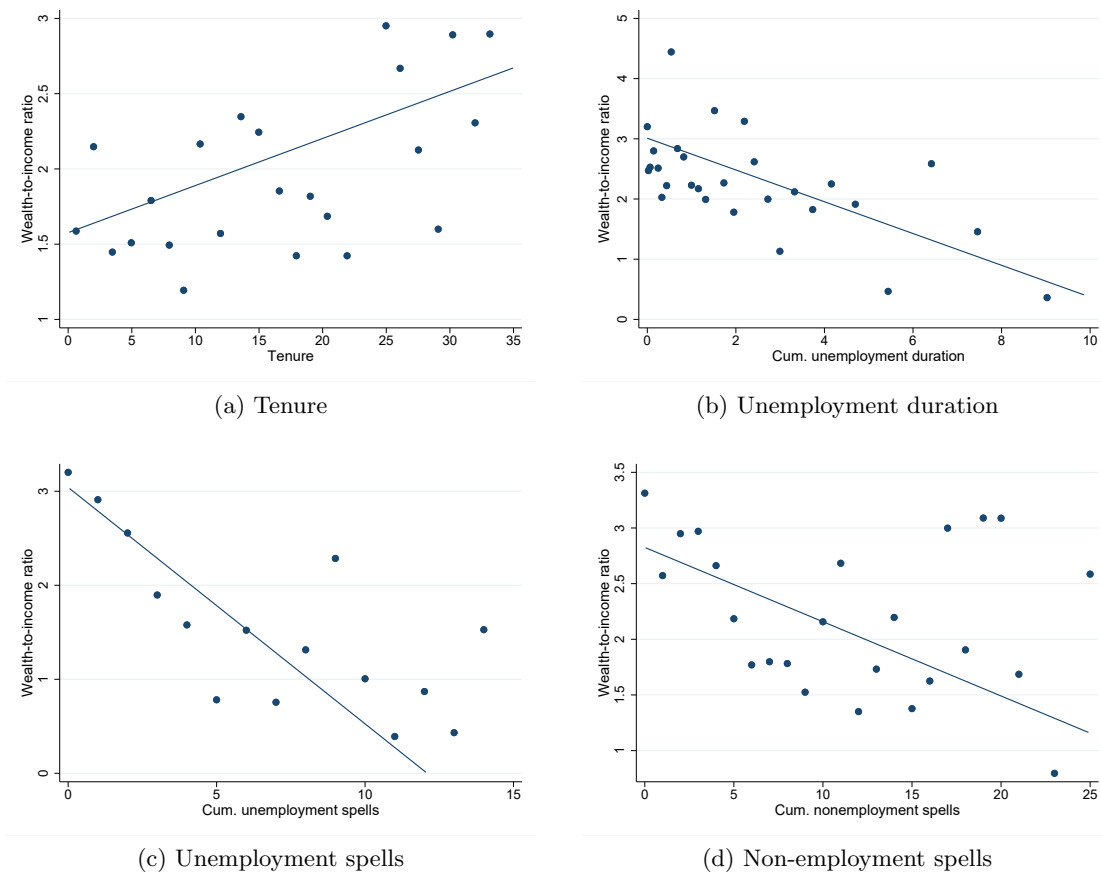 Wealth-to-income ratio
3
2.5
2
1.5
1
0 5 10 15 20 25 30 35
Tenure
(a) Tenure
Wealth-to-income ratio
5
4
3
2
1
0
0 2 4 6 8 10
Cum. unemployment duration
(b) Unemployment duration
Wealth-to-income ratio
3
2
1
0
0 5 10 15
Cum. unemployment spells
(c) Unemployment spells
Wealth-to-income ratio
3.5
3
2.5
2
1.5
1
0 5 10 15 20 25
Cum. nonemployment spells
(d) Non-employment spells